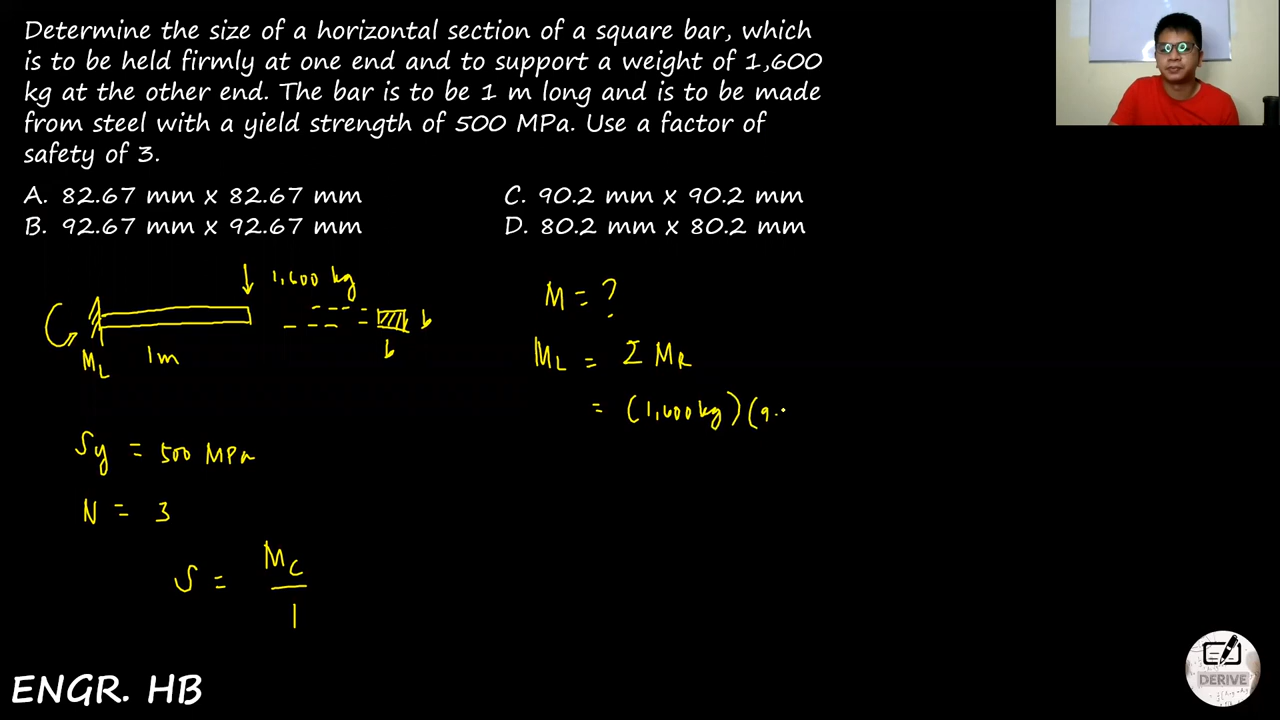 Determine the size of a horizontal section of a square bar, which
is to be held firmly at one end and to support a weight of 1,600
kg at the other end. The bar is to be 1 m long and is to be made
from steel with a yield strength of 500 MPa. Use a factor of
safety of 3.
A. 82.67 mm x 82.67 mm
C. 90.2 mm x 90.2 mm
B. 92.67 mm x 92.67 mm
D. 80.2 mm x 80.2 mm
1,600 kg
b
b
M_L
1m
M = ?
M_L = Σ M_R
= (1,600 kg)(9.
Sy = 500 MPa
N = 3
S = Mc
I
ENGR. HB
DERIVE